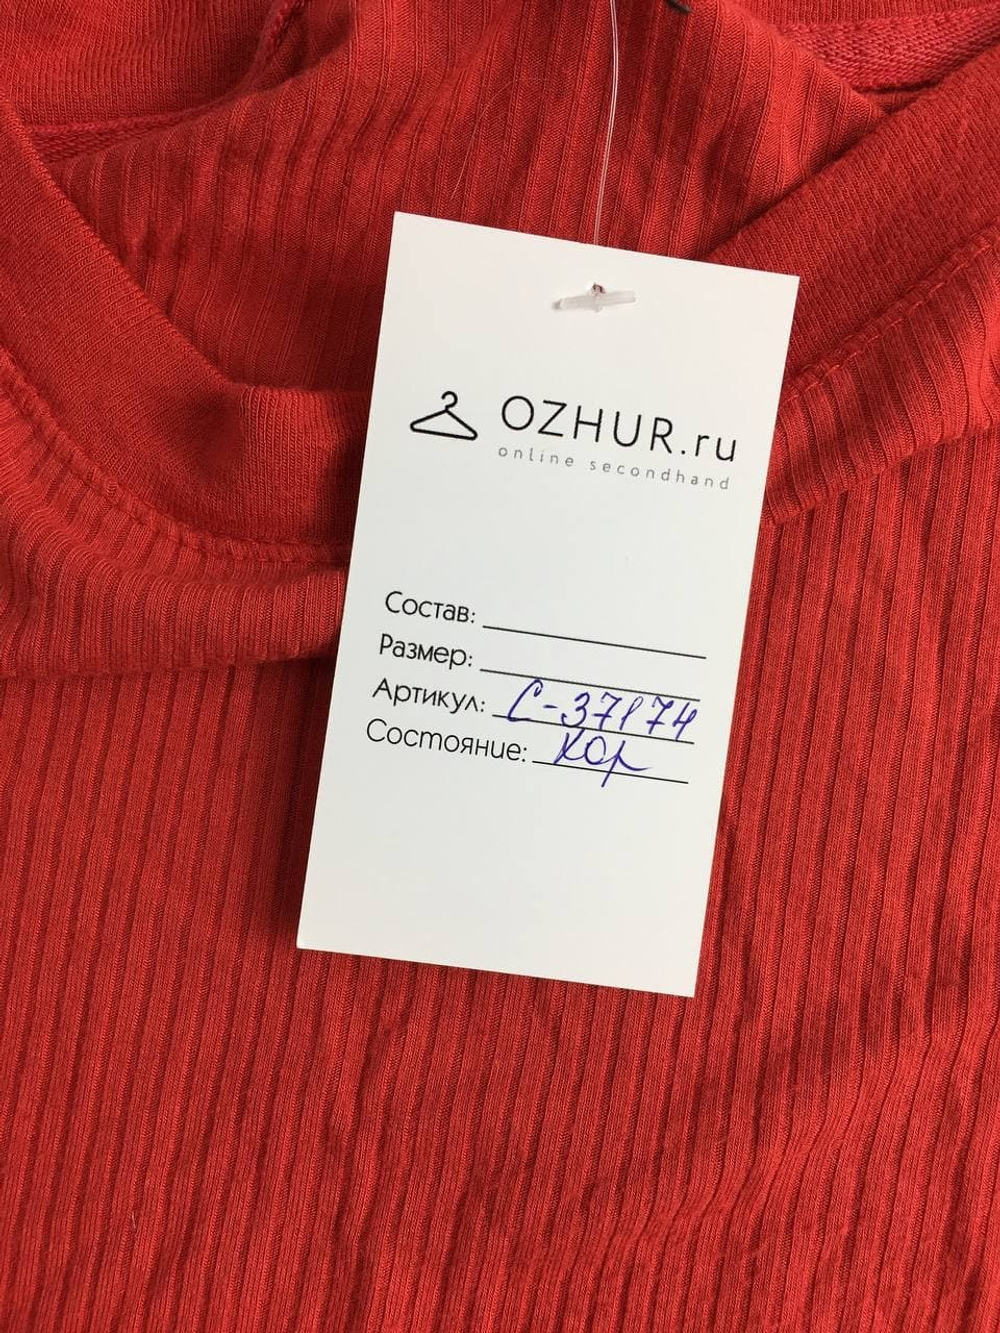 OZHUR.ru
online secondhand
Состав:
Размер:
Артикул: С-37174
Состояние: хор